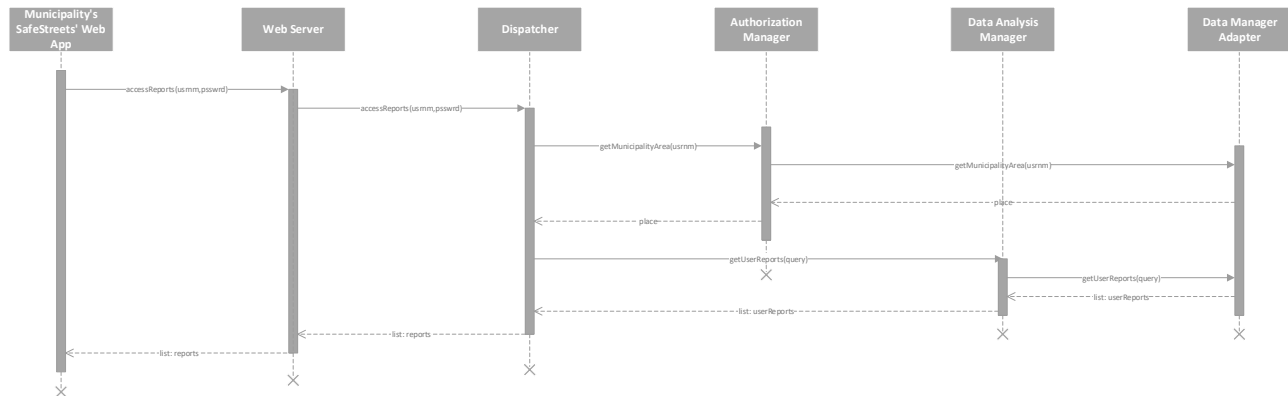 Municipality's
SafeStreets' Web
App
Web Server
Dispatcher
Authorization
Manager
Data Analysis
Manager
Data Manager
Adapter
accessReports(usrnm,psswrd)
accessReports(usrnm,psswrd)
getMunicipalityArea(usrnm)
getMunicipalityArea(usrnm)
place
place
getUserReports(query)
getUserReports(query)
list: userReports
list: userReports
list: reports
list: reports